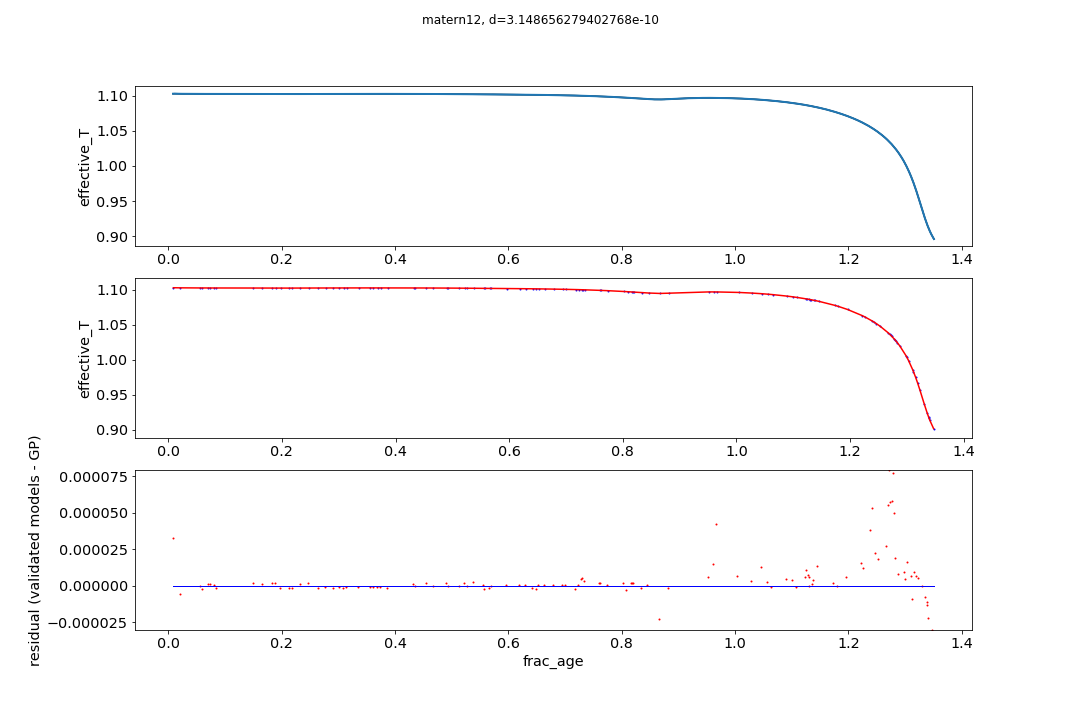 matern12, d=3.148656279402768e-10
effective_T
1.10
1.05
1.00
0.95
0.90
0.0 0.2 0.4 0.6 0.8 1.0 1.2 1.4
effective_T
1.10
1.05
1.00
0.95
0.90
0.0 0.2 0.4 0.6 0.8 1.0 1.2 1.4
residual (validated models - GP)
0.000075
0.000050
0.000025
0.000000
−0.000025
0.0 0.2 0.4 0.6 0.8 1.0 1.2 1.4
frac_age